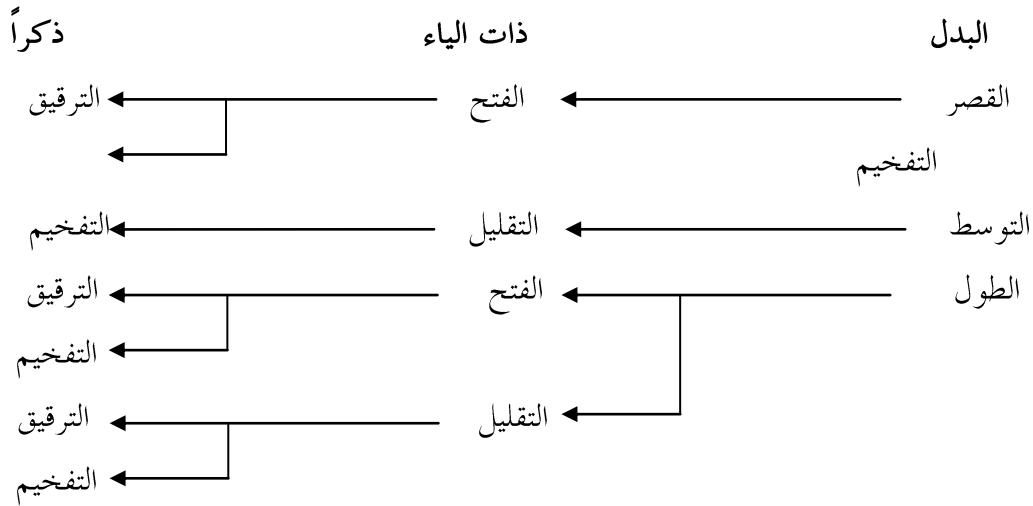 البدل ذات الياء ذكراً
القصر الفتح الترقيق
التفخيم
التوسط التقليل التفخيم
الطول الفتح الترقيق
التفخيم
التقليل الترقيق
التفخيم